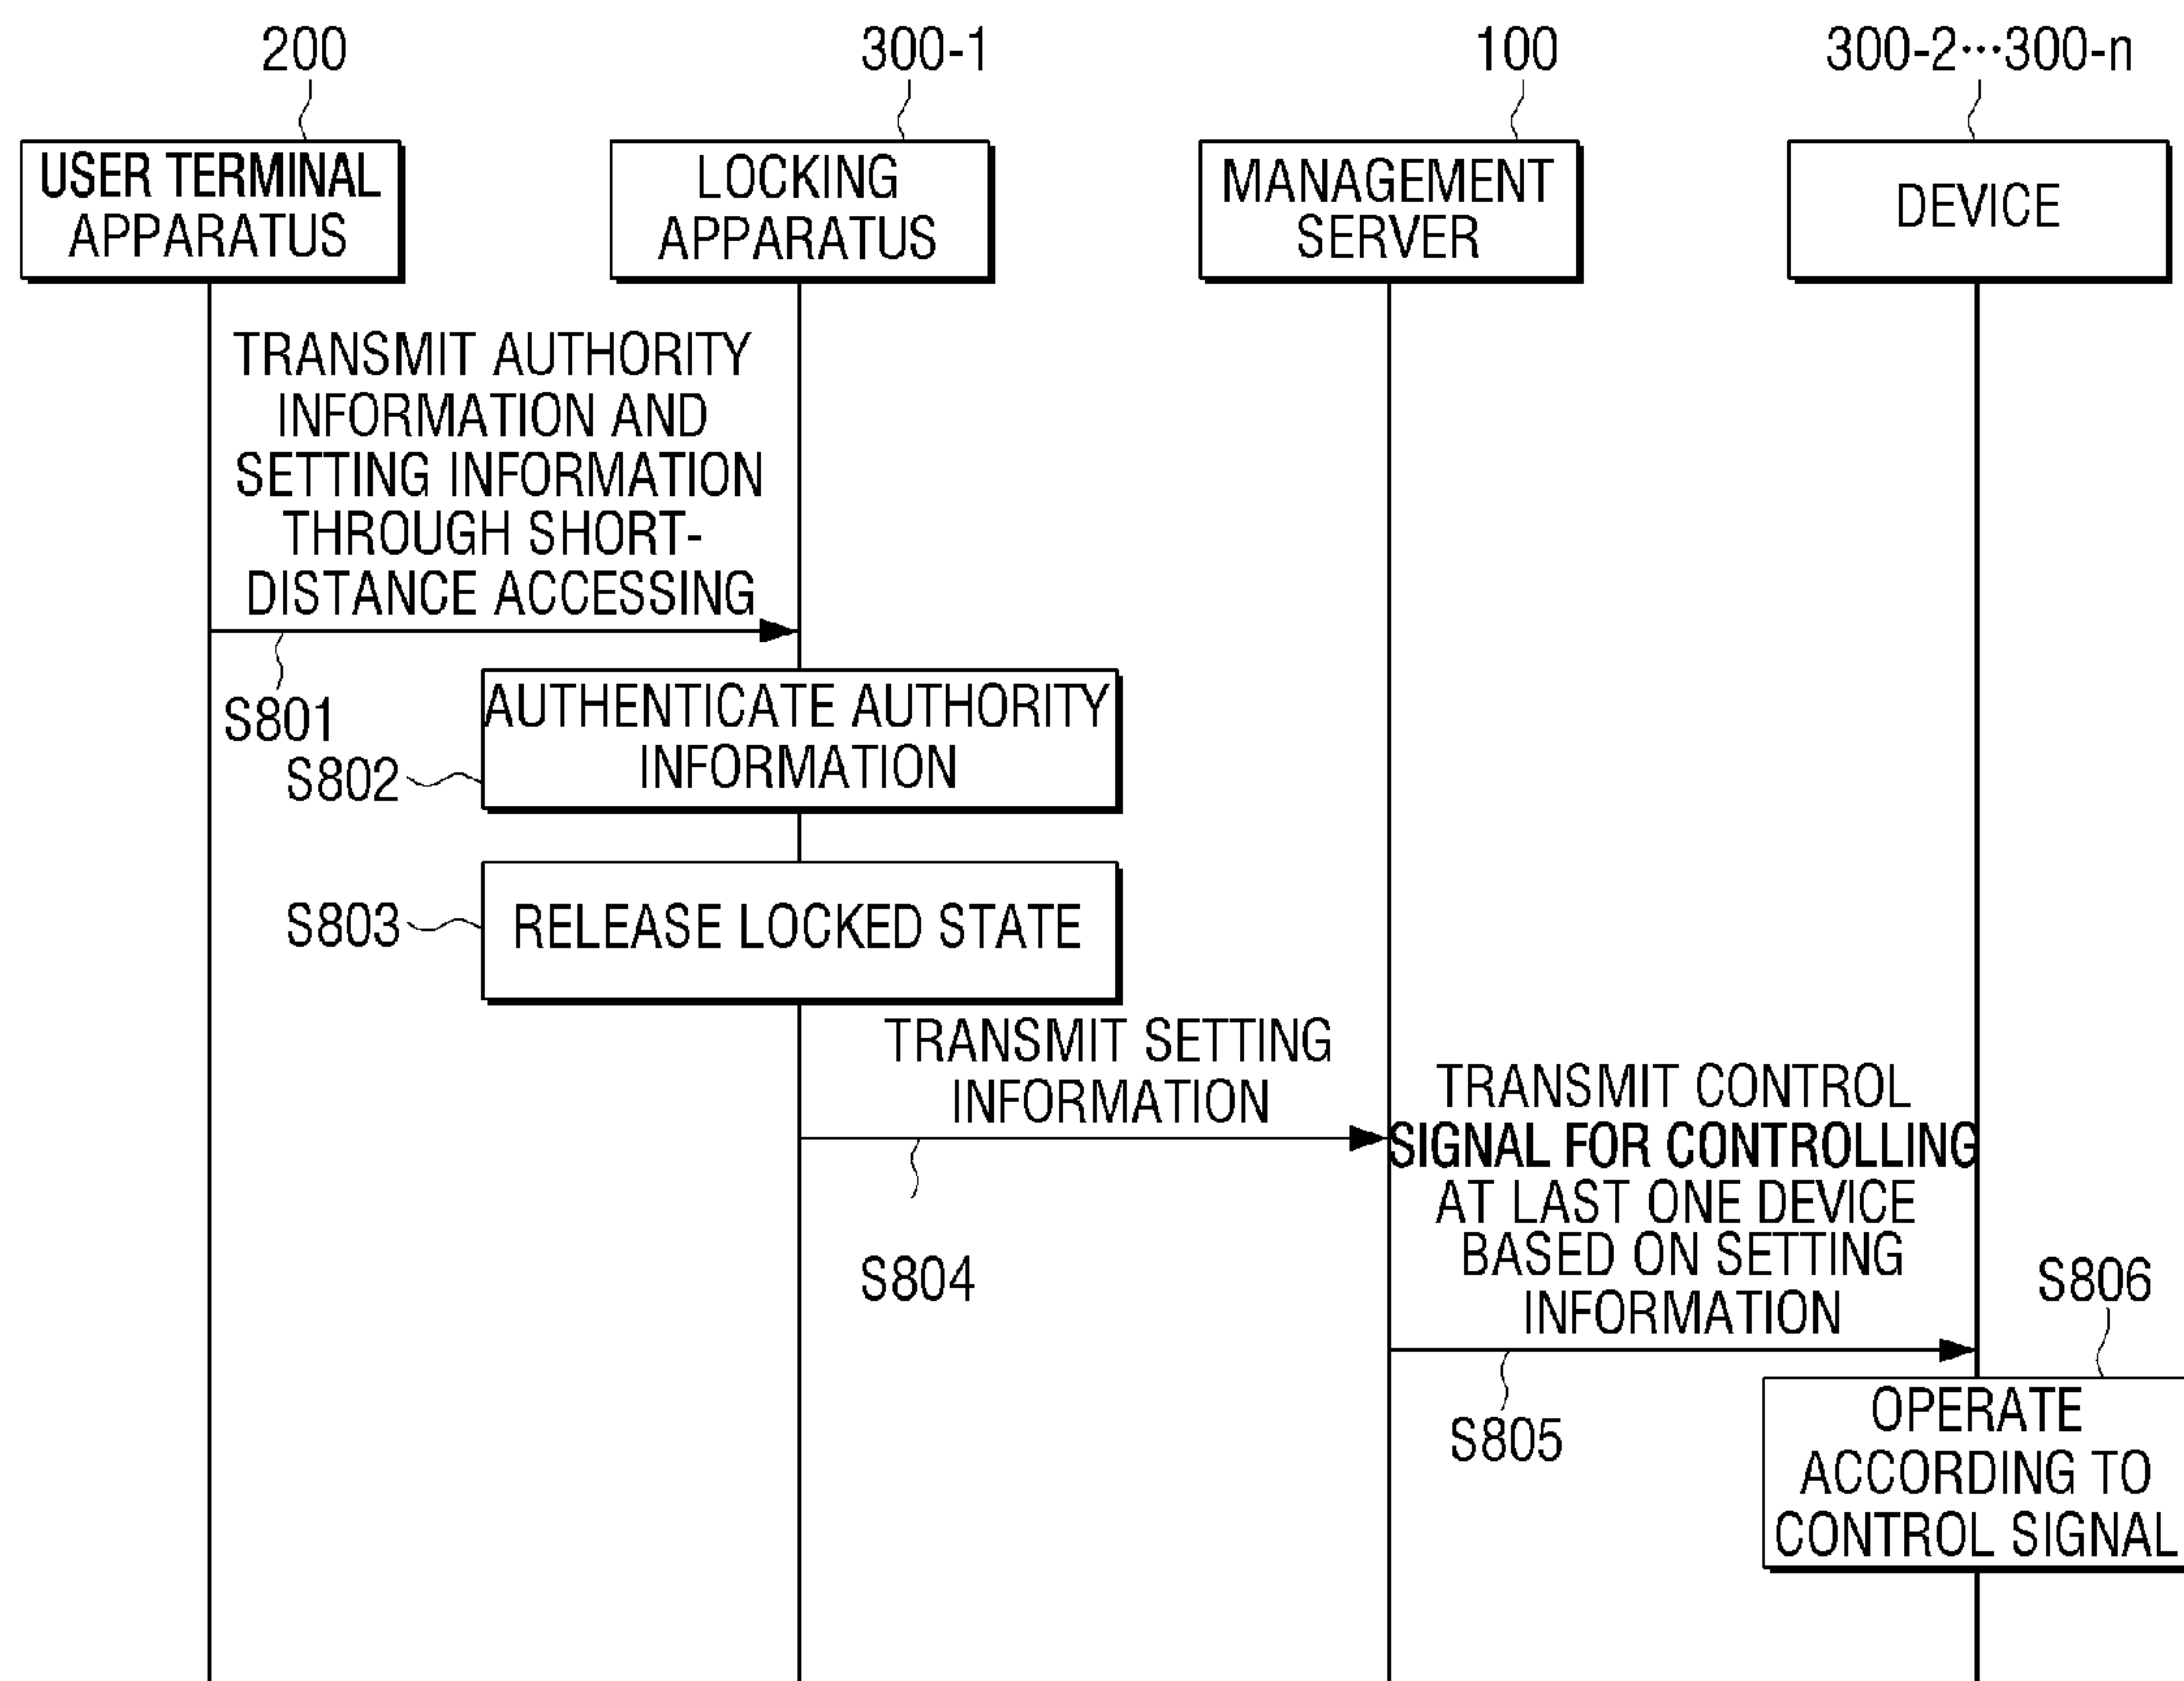 200
300-1
100
300-2···300-n
USER TERMINAL
APPARATUS
LOCKING
APPARATUS
MANAGEMENT
SERVER
DEVICE
TRANSMIT AUTHORITY
INFORMATION AND
SETTING INFORMATION
THROUGH SHORT-
DISTANCE ACCESSING
S801
AUTHENTICATE AUTHORITY
INFORMATION
S802
RELEASE LOCKED STATE
S803
TRANSMIT SETTING
INFORMATION
S804
TRANSMIT CONTROL
SIGNAL FOR CONTROLLING
AT LAST ONE DEVICE
BASED ON SETTING
INFORMATION
S805
S806
OPERATE
ACCORDING TO
CONTROL SIGNAL